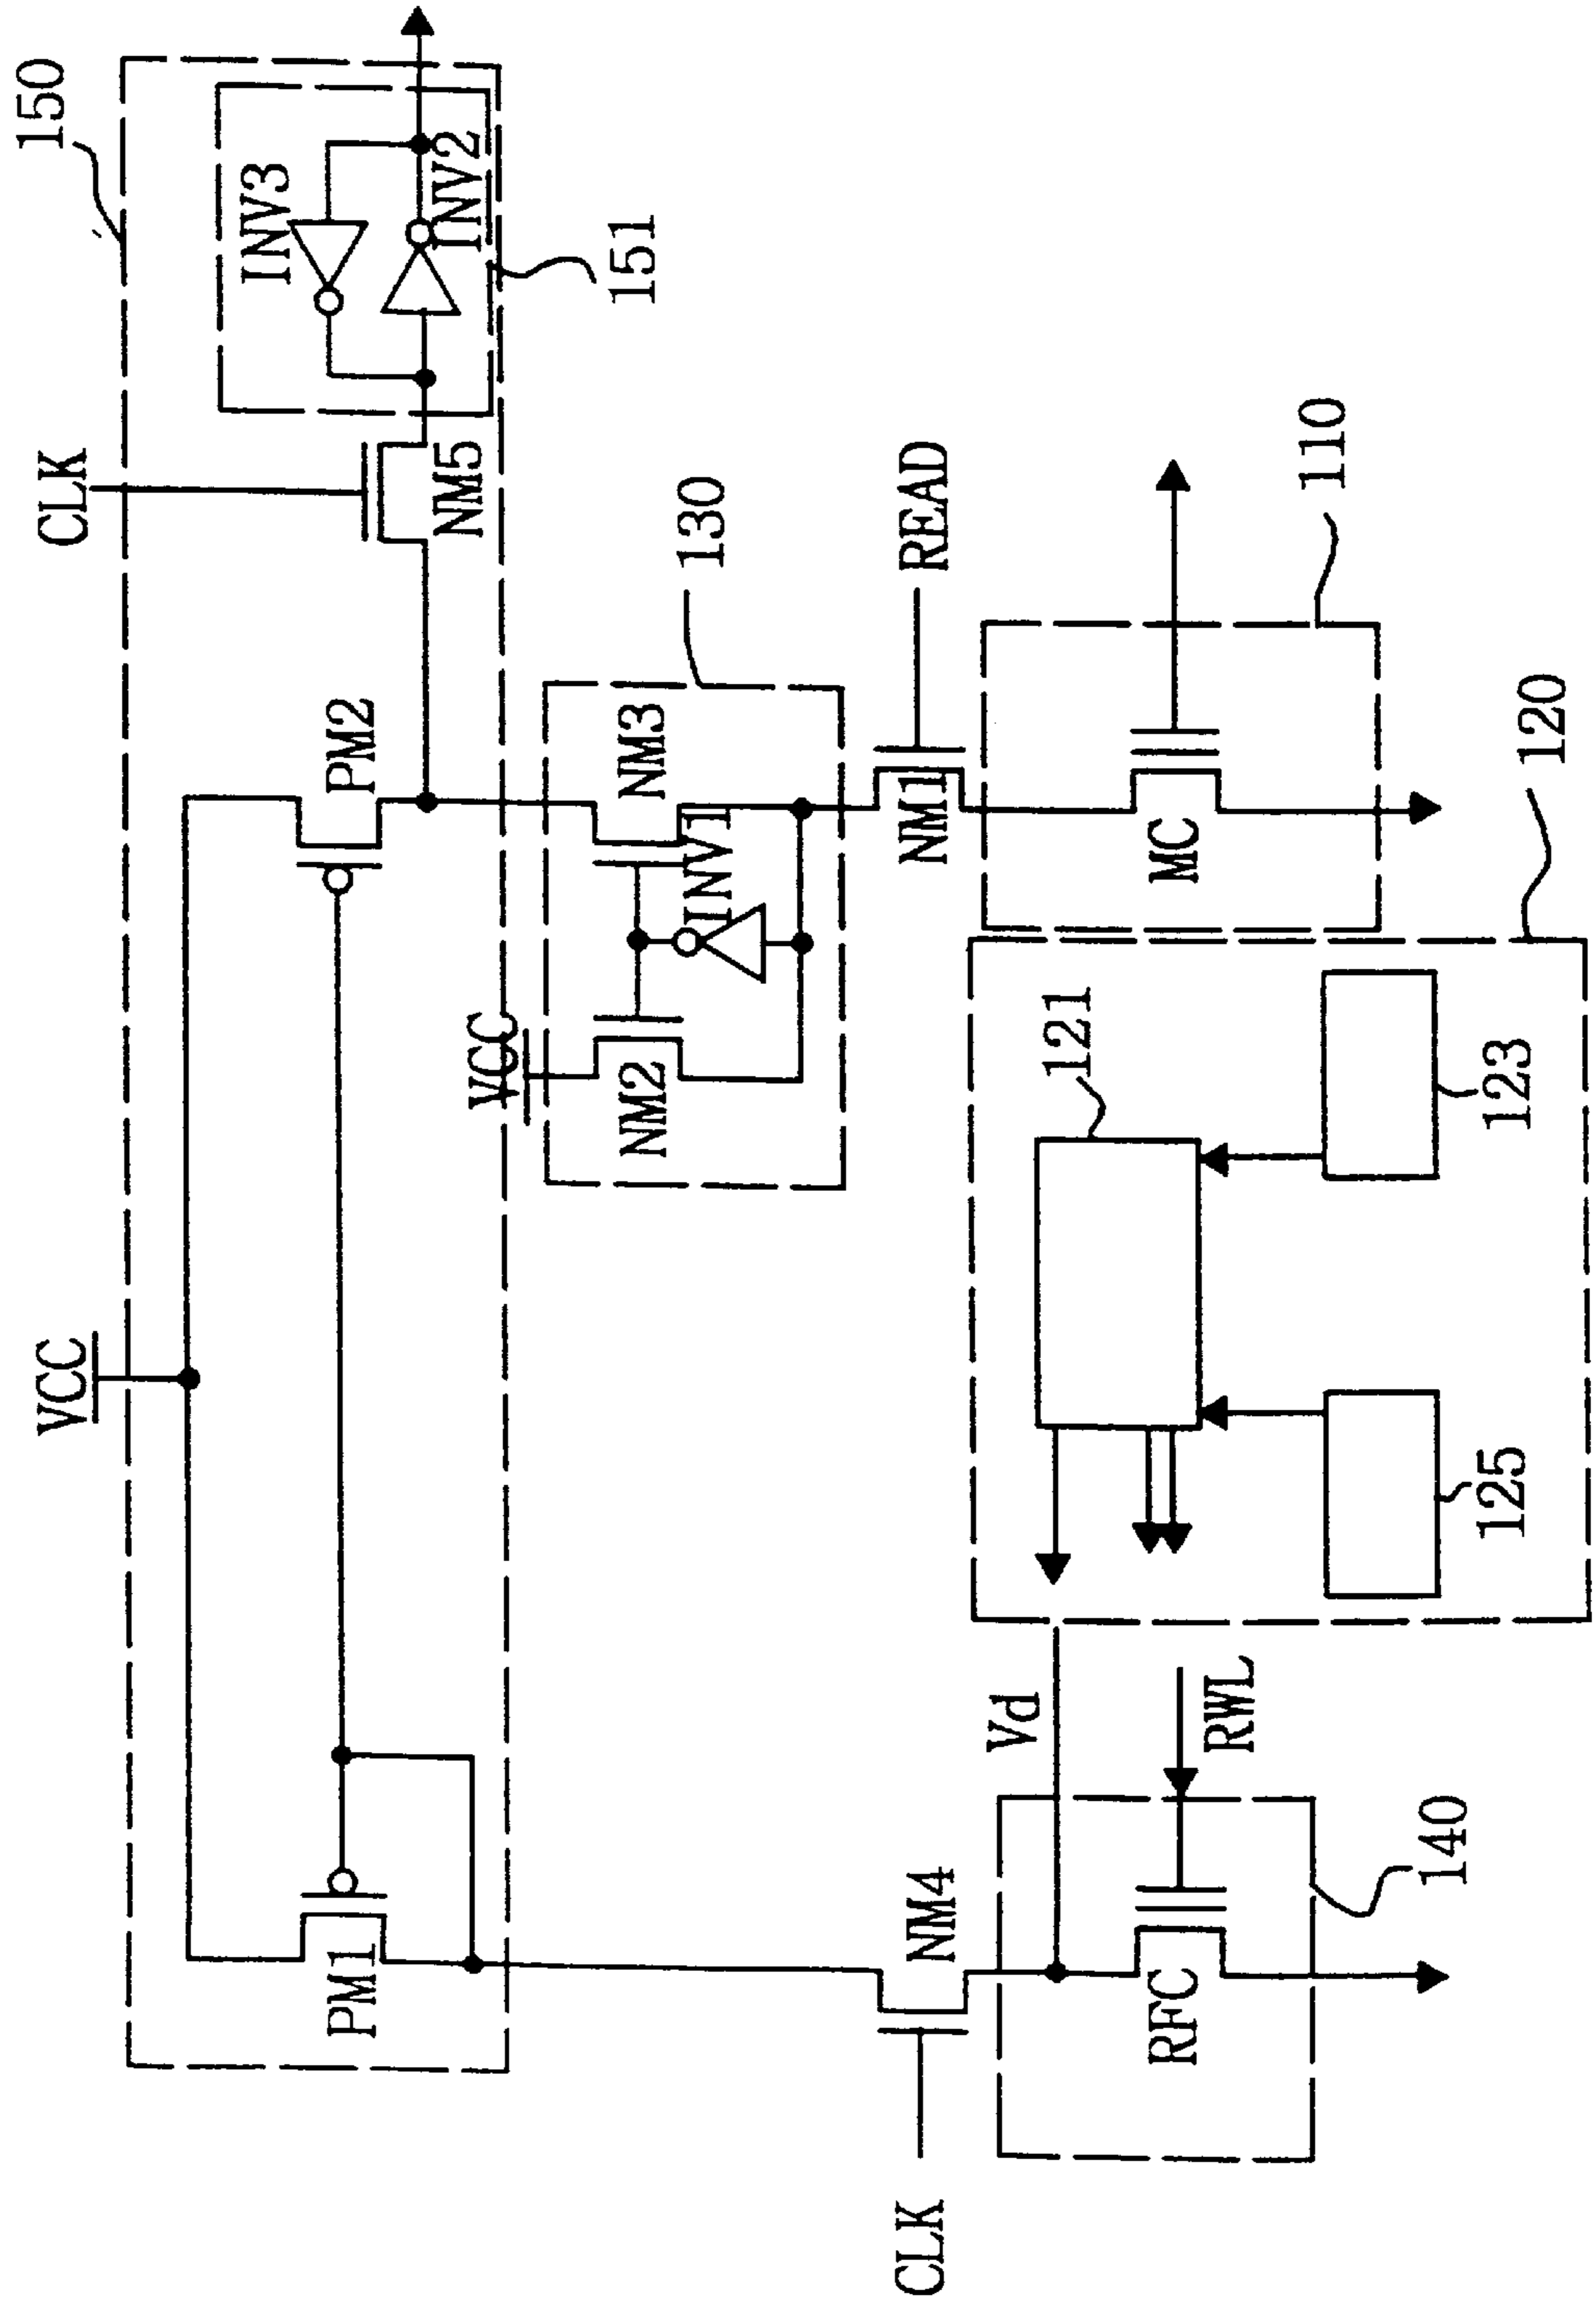 150
CLK
VCC
INV3
INV2
151
NM5
PM2
PM1
130
NM3
INV1
VCC
NM2
READ
NM1
110
MC
120
121
123
125
Vd
RWL
NM4
CLK
RFC
140